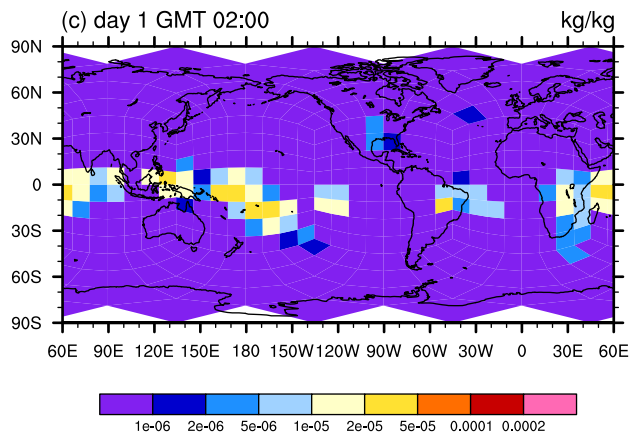 (c) day 1 GMT 02:00 kg/kg
90N
60N
30N
0
30S
60S
90S
60E 90E 120E 150E 180 150W 120W 90W 60W 30W 0 30E 60E
1e-06 2e-06 5e-06 1e-05 2e-05 5e-05 0.0001 0.0002